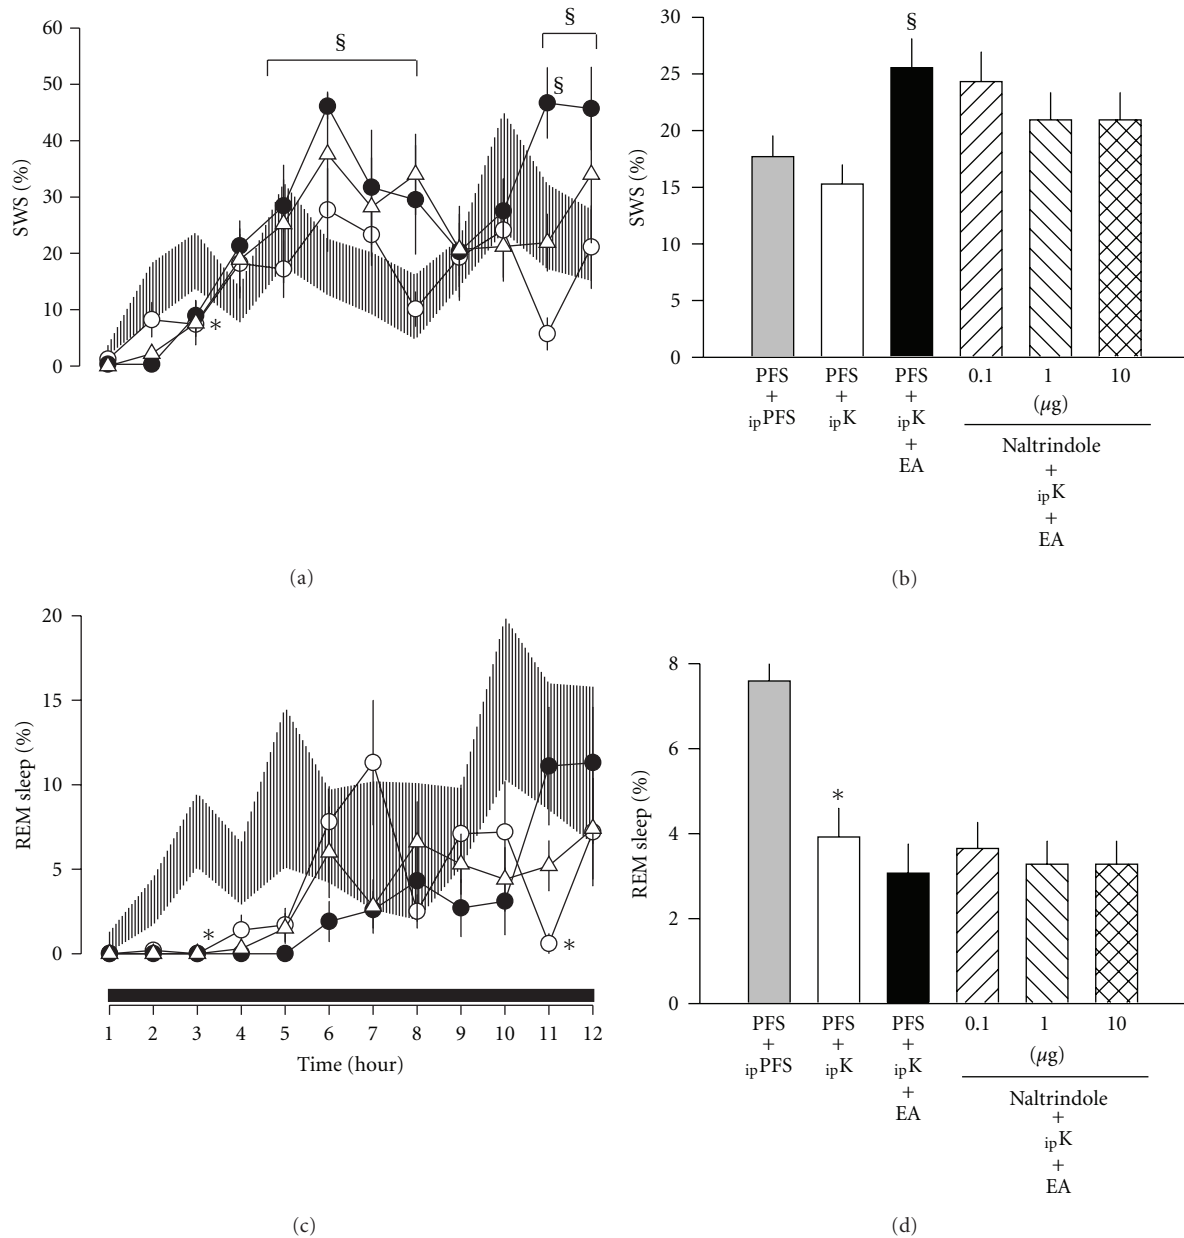 60
50
40
30
20
10
0
SWS (%)
§
§
§
*
(a)
30
25
20
15
10
5
0
SWS (%)
§
PFS PFS PFS 0.1 1 10
+ + +
ipPFS ipK ipK
(µg)
+
EA
Naltrindole
+
ipK
+
EA
(b)
20
15
10
5
0
REM sleep (%)
*
*
1 2 3 4 5 6 7 8 9 10 11 12
Time (hour)
(c)
8
6
4
2
0
REM sleep (%)
*
PFS PFS PFS 0.1 1 10
+ + +
ipPFS ipK ipK
(µg)
+
EA
Naltrindole
+
ipK
+
EA
(d)